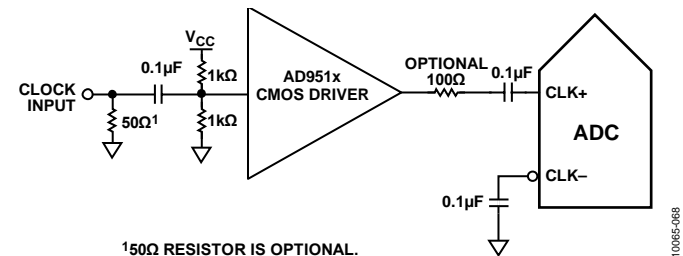 VCC
0.1µF
1kΩ
CLOCK
INPUT
50Ω1
1kΩ
AD951x
CMOS DRIVER
OPTIONAL
100Ω
0.1µF
CLK+
ADC
CLK–
0.1µF
150Ω RESISTOR IS OPTIONAL.
10065-068